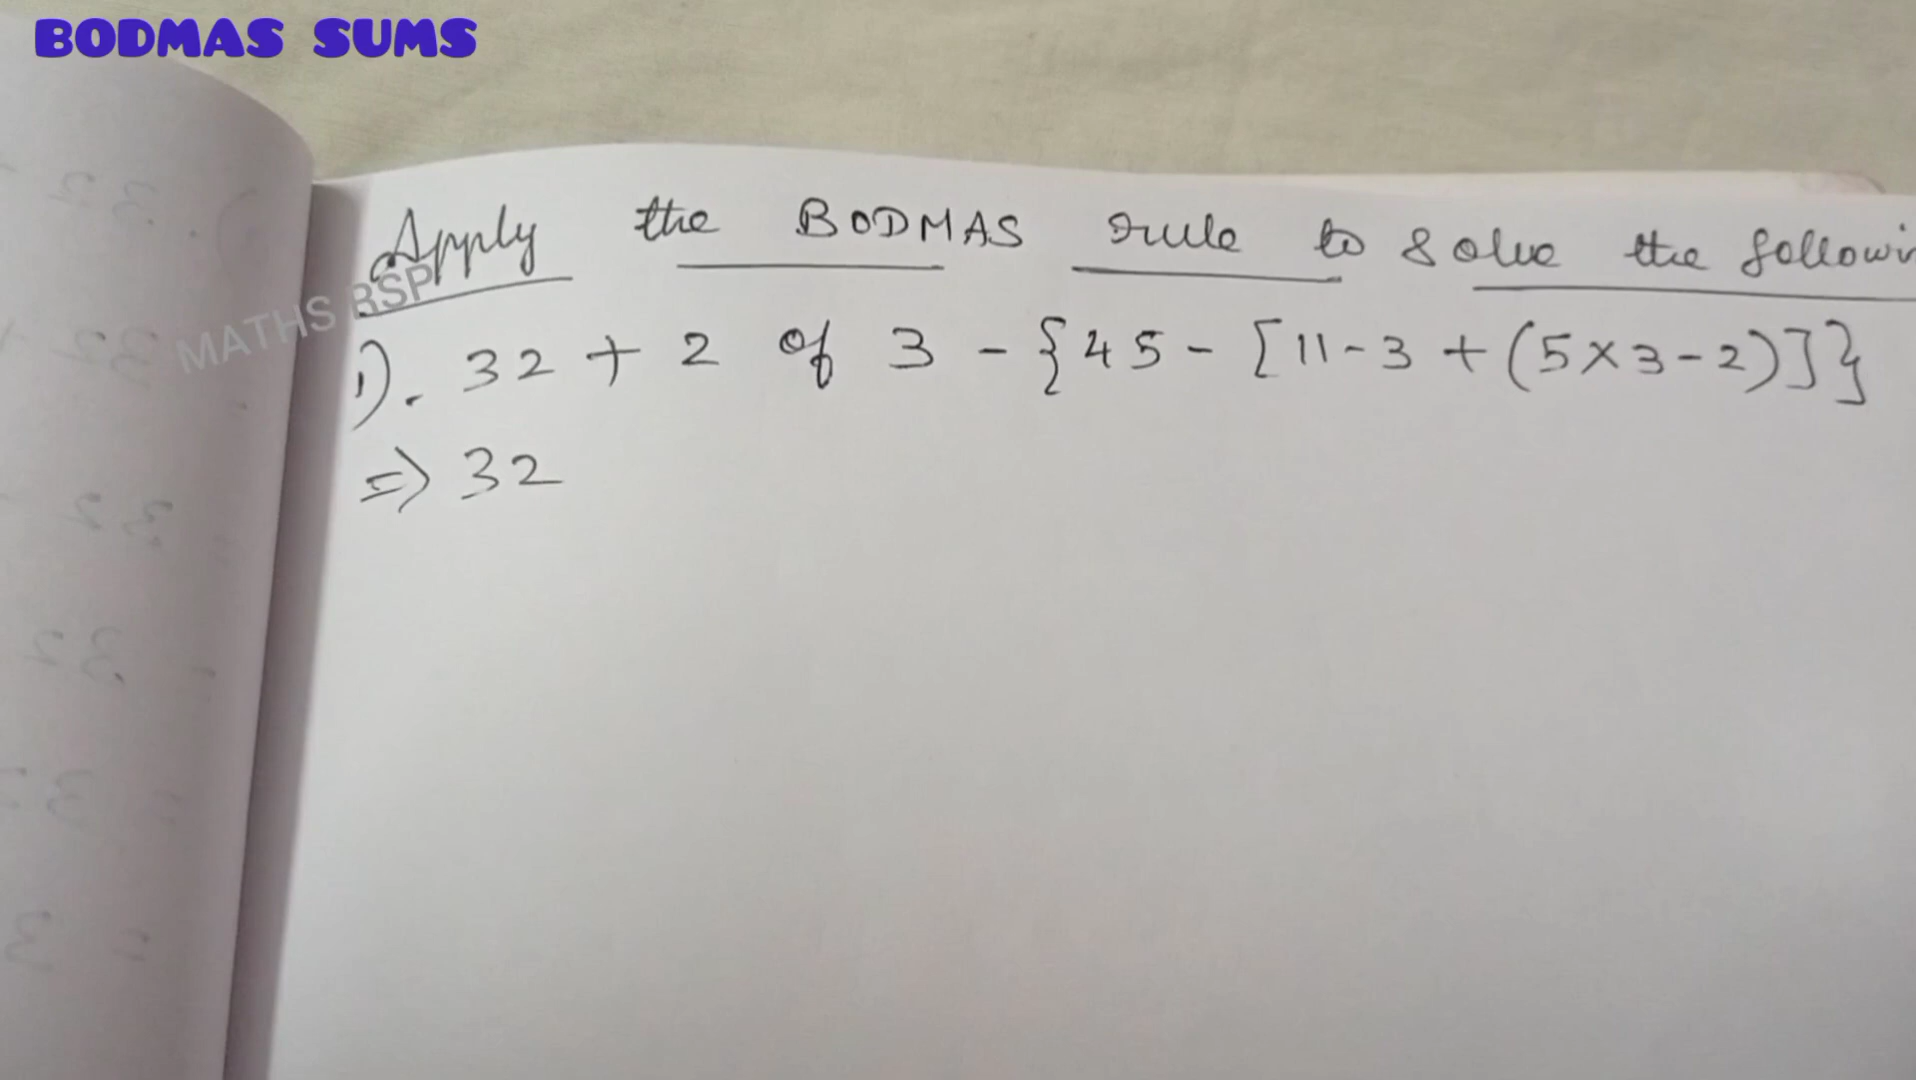 BODMAS SUMS
Apply the BODMAS rule to solve the followin
MATHS RSP
1). 32 + 2 of 3 - {45 - [11-3 + (5×3-2)]}
=> 32